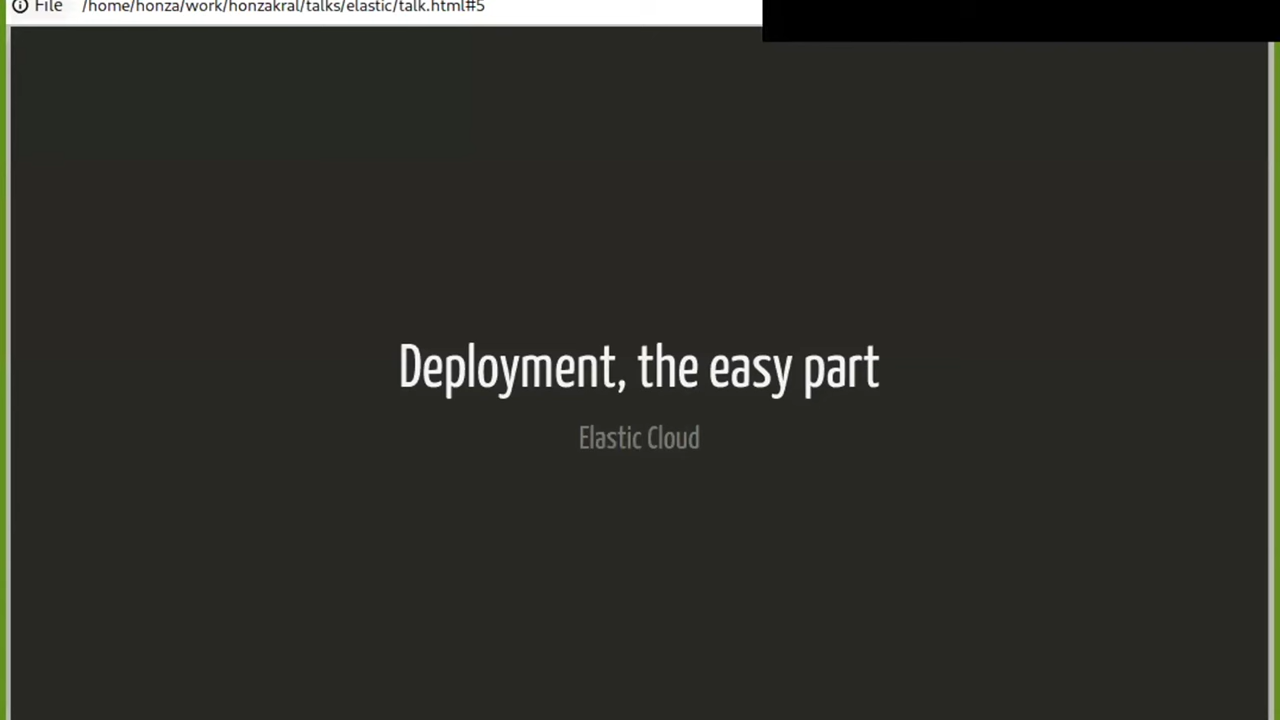 File /home/honza/work/honzakral/talks/elastic/talk.html#5
Deployment, the easy part
Elastic Cloud